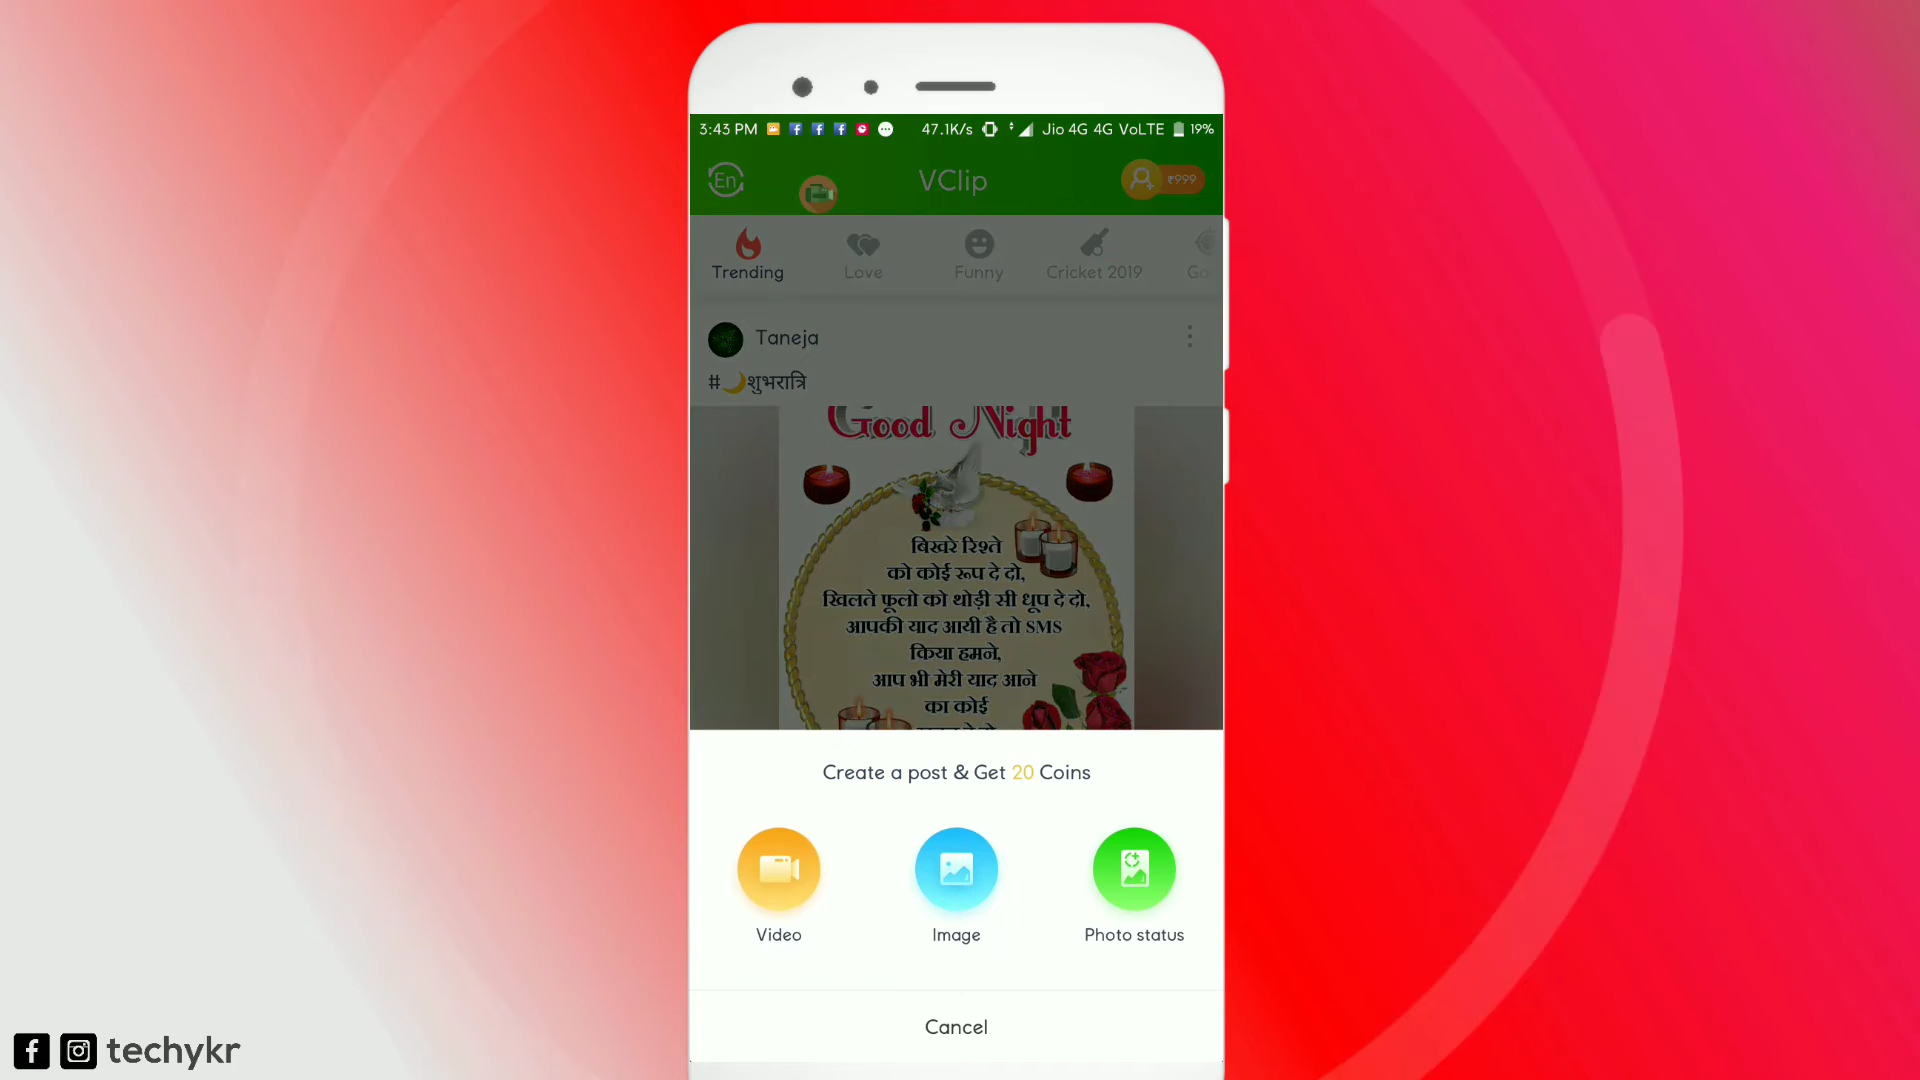 3:43 PM 47.1K/s Jio 4G 4G VoLTE 19%
En VClip ₹999
Trending Love Funny Cricket 2019
Taneja
#🌙शुभरात्रि
Good Night
बिखरे रिश्ते
को कोई रूप दे दो,
खिलते फूलो को थोड़ी सी धूप दे दो,
आपकी याद आयी है तो SMS
किया हमने,
आप भी मेरी याद आने
का कोई
Create a post & Get 20 Coins
Video Image Photo status
Cancel
techykr